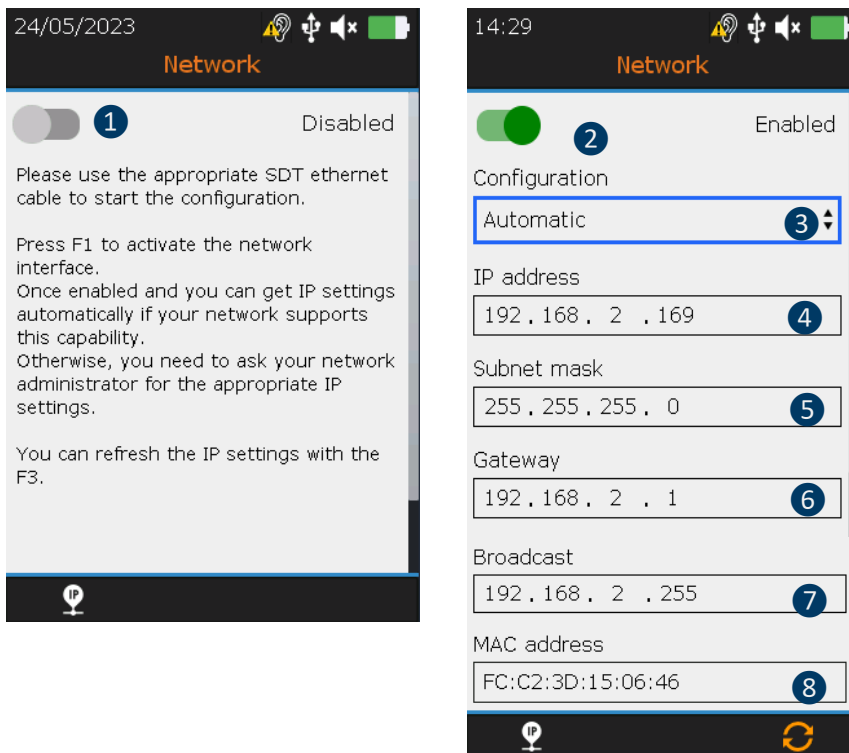 24/05/2023
Network
1
Disabled
Please use the appropriate SDT ethernet
cable to start the configuration.
Press F1 to activate the network
interface.
Once enabled and you can get IP settings
automatically if your network supports
this capability.
Otherwise, you need to ask your network
administrator for the appropriate IP
settings.
You can refresh the IP settings with the
F3.
IP
14:29
Network
2
Enabled
Configuration
Automatic 3
IP address
192.168. 2 .169 4
Subnet mask
255.255.255. 0 5
Gateway
192.168. 2 . 1 6
Broadcast
192.168. 2 .255 7
MAC address
FC:C2:3D:15:06:46 8
IP